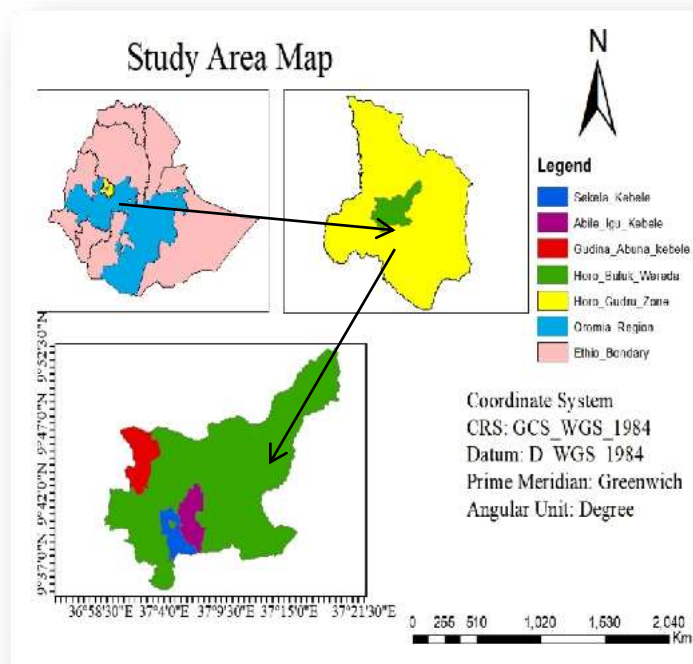 Study Area Map
N
Legend
Sekela_Kebele
Abile_Igu_Kebele
Gudina_Abuna_kebele
Horo_Buluk_Wereda
Horo_Gudru_Zone
Oromia_Region
Ethio_Bondary
Coordinate System
CRS: GCS_WGS_1984
Datum: D_WGS_1984
Prime Meridian: Greenwich
Angular Unit: Degree
9°52'30"N
9°47'0"N
9°42'0"N
9°37'0"N
36°58'30"E 37°4'0"E 37°9'30"E 37°15'0"E 37°21'30"E
0 255 510 1,020 1,530 2,040
Km